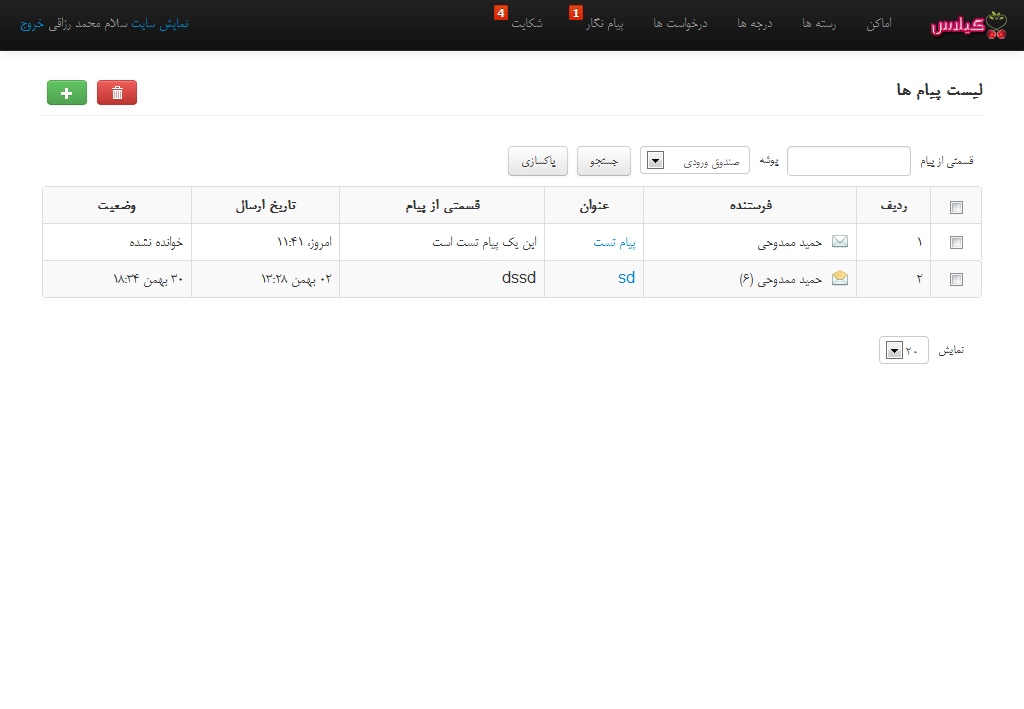 گیلاس اماکن رسته ها درجه ها درخواست ها پیام نگار 1 شکایت 4 نمایش سایت سلام محمد رزاقی خروج
لیست پیام ها
قسمتی از پیام پوشه صندوق ورودی جستجو پاکسازی
ردیف فرستنده عنوان قسمتی از پیام تاریخ ارسال وضعیت
۱ حمید ممدوحی پیام تست این یک پیام تست است امروز، ۱۱:۴۱ خوانده نشده
۲ حمید ممدوحی (۶) sd dssd ۰۲ بهمن ۱۳:۲۸ ۳۰ بهمن ۱۸:۳۴
نمایش ۲۰